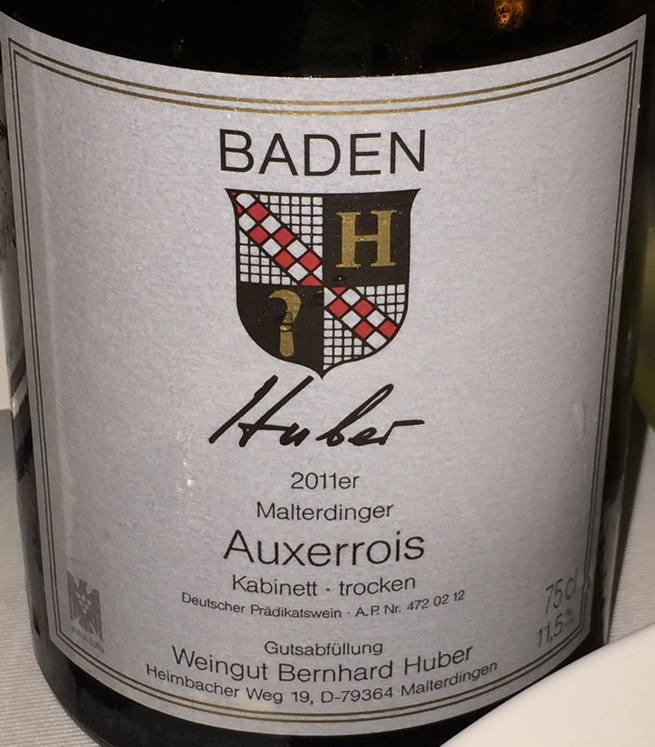 BADEN
H
Huber
2011er
Malterdinger
Auxerrois
Kabinett · trocken
Deutscher Prädikatswein · A.P. Nr. 472 02 12
75 cl
11,5%
Gutsabfüllung
Weingut Bernhard Huber
Heimbacher Weg 19, D-79364 Malterdingen